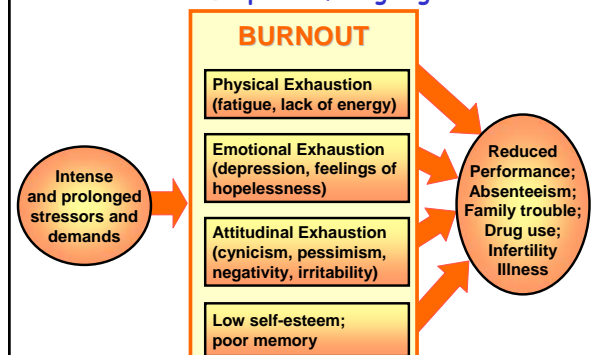 BURNOUT
Physical Exhaustion
(fatigue, lack of energy)
Emotional Exhaustion
(depression, feelings of
hopelessness)
Attitudinal Exhaustion
(cynicism, pessimism,
negativity, irritability)
Low self-esteem;
poor memory
Intense
and prolonged
stressors and
demands
Reduced
Performance;
Absenteeism;
Family trouble;
Drug use;
Infertility
Illness